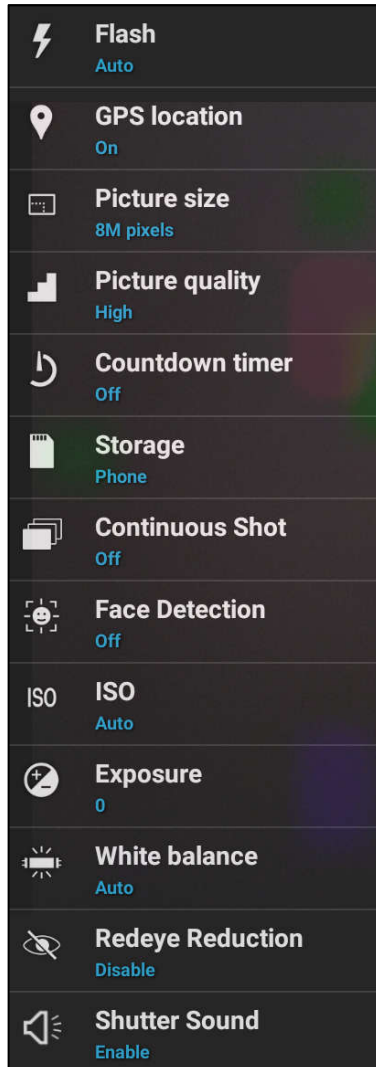 Flash
Auto
GPS location
On
Picture size
8M pixels
Picture quality
High
Countdown timer
Off
Storage
Phone
Continuous Shot
Off
Face Detection
Off
ISO
ISO
Auto
Exposure
0
White balance
Auto
Redeye Reduction
Disable
Shutter Sound
Enable